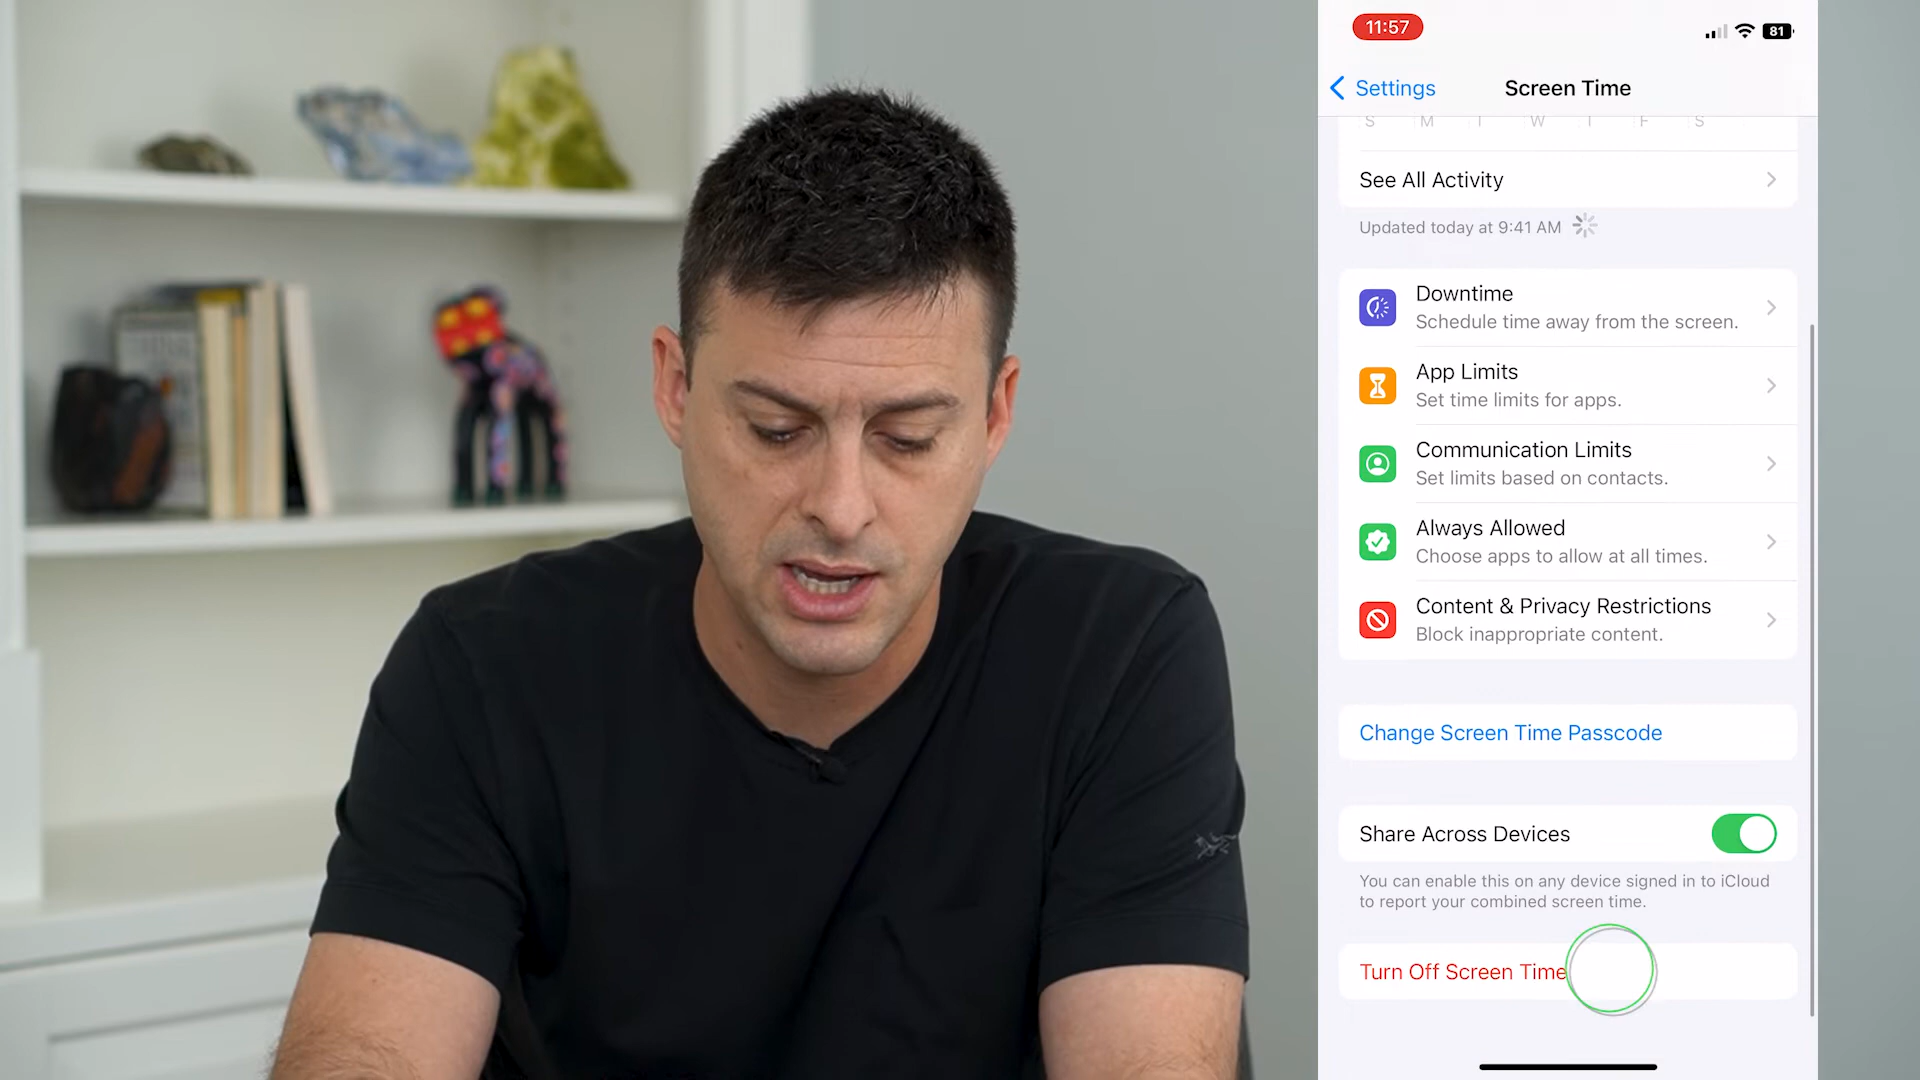 11:57
81
Settings
Screen Time
S M T W T F S
See All Activity
Updated today at 9:41 AM
Downtime
Schedule time away from the screen.
App Limits
Set time limits for apps.
Communication Limits
Set limits based on contacts.
Always Allowed
Choose apps to allow at all times.
Content & Privacy Restrictions
Block inappropriate content.
Change Screen Time Passcode
Share Across Devices
You can enable this on any device signed in to iCloud
to report your combined screen time.
Turn Off Screen Time